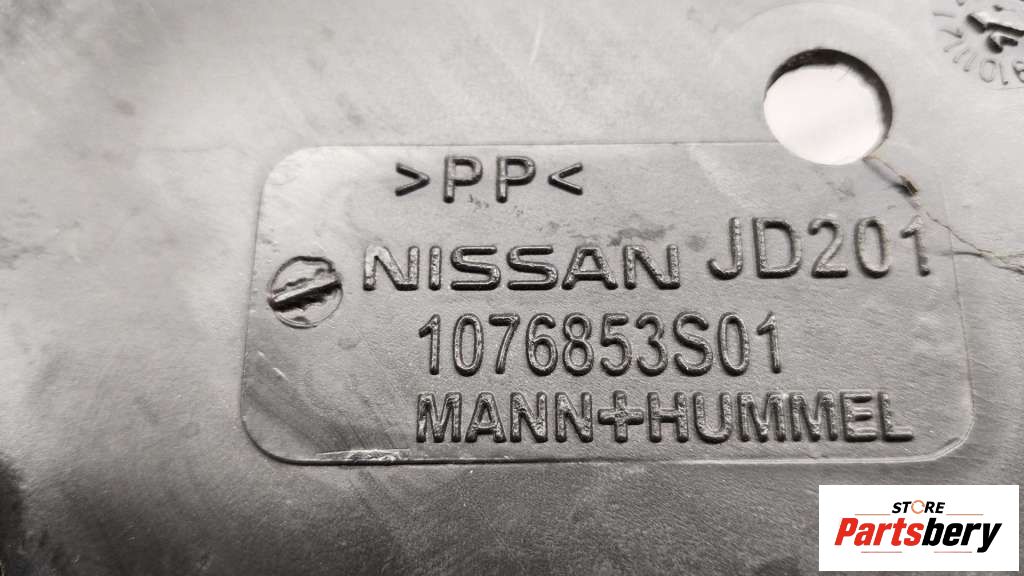 >PP<
NISSAN JD201
1076853S01
MANN+HUMMEL
STORE
Partsbery